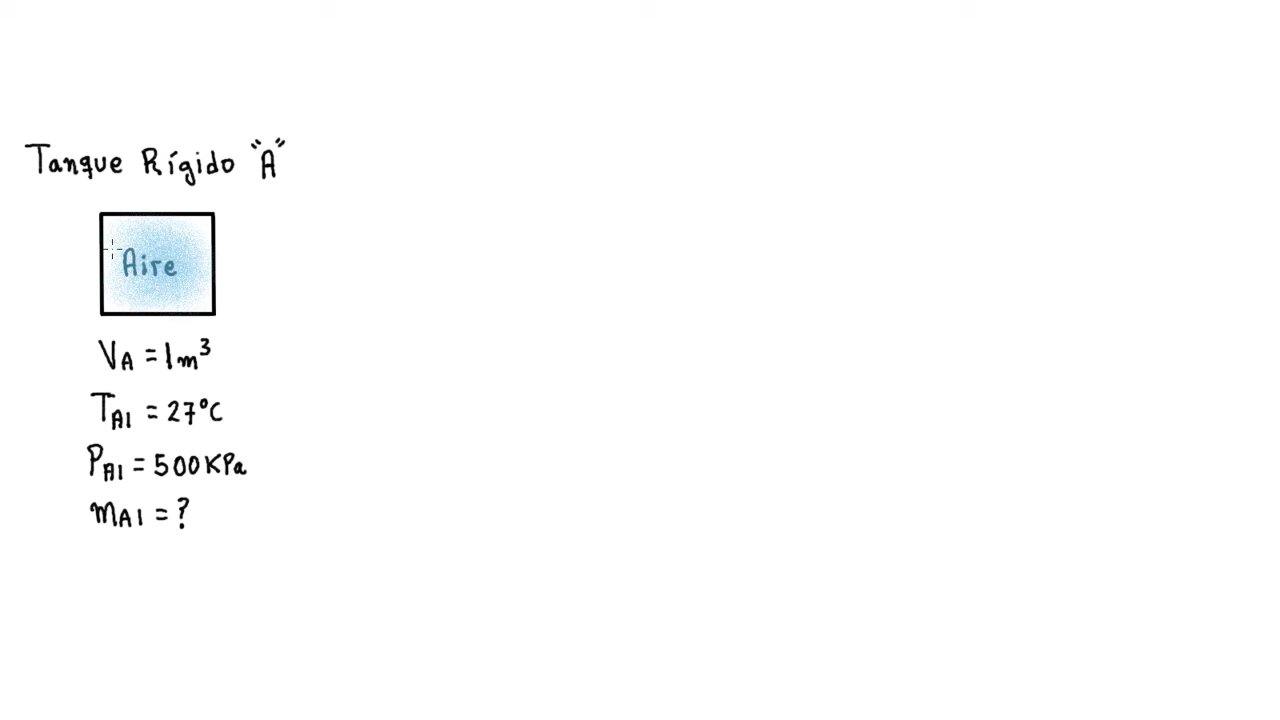 Tanque Rígido "A"
Aire
VA = 1m³
TA1 = 27°C
PA1 = 500KPa
mA1 = ?